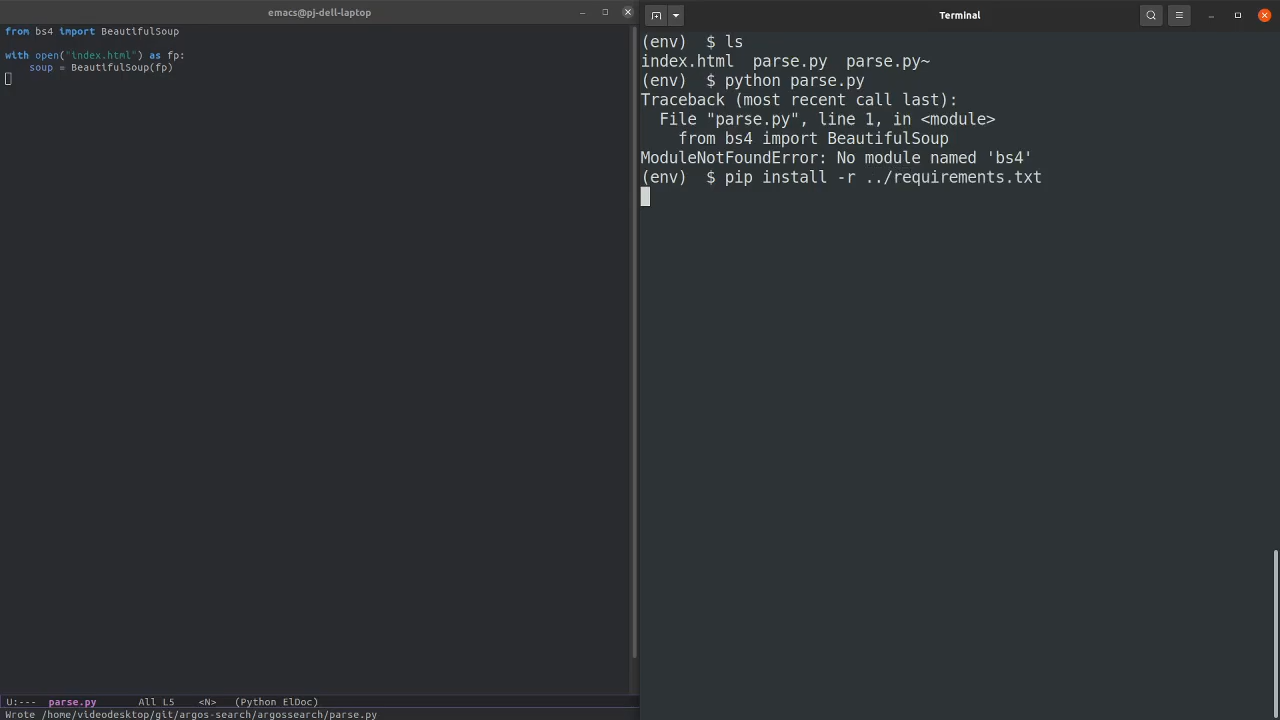 emacs@pj-dell-laptop
from bs4 import BeautifulSoup
with open("index.html") as fp:
    soup = BeautifulSoup(fp)
U:---  parse.py       All L5    <N>   (Python ElDoc)
Wrote /home/videodesktop/git/argos-search/argossearch/parse.py
Terminal
(env)  $ ls
index.html  parse.py  parse.py~
(env)  $ python parse.py
Traceback (most recent call last):
  File "parse.py", line 1, in <module>
    from bs4 import BeautifulSoup
ModuleNotFoundError: No module named 'bs4'
(env)  $ pip install -r ../requirements.txt